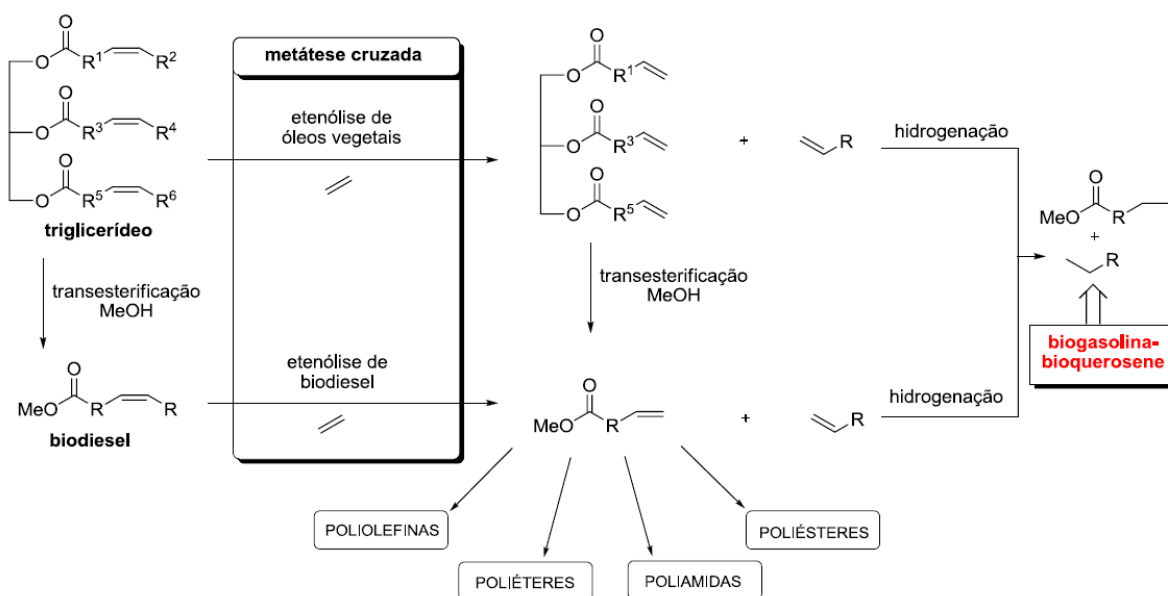 O
O
R¹
R²
metátese cruzada
etenólise de
óleos vegetais
O
O
R³
R⁴
O
O
R⁵
R⁶
triglicerídeo
O
O
R¹
O
O
R³
O
O
R⁵
+
R
hidrogenação
O
MeO
R
+
R
biogasolina-
bioquerosene
transesterificação
MeOH
transesterificação
MeOH
O
MeO
R
R
biodiesel
etenólise de
biodiesel
O
MeO
R
+
R
hidrogenação
POLIOLEFINAS
POLIÉTERES
POLIAMIDAS
POLIÉSTERES